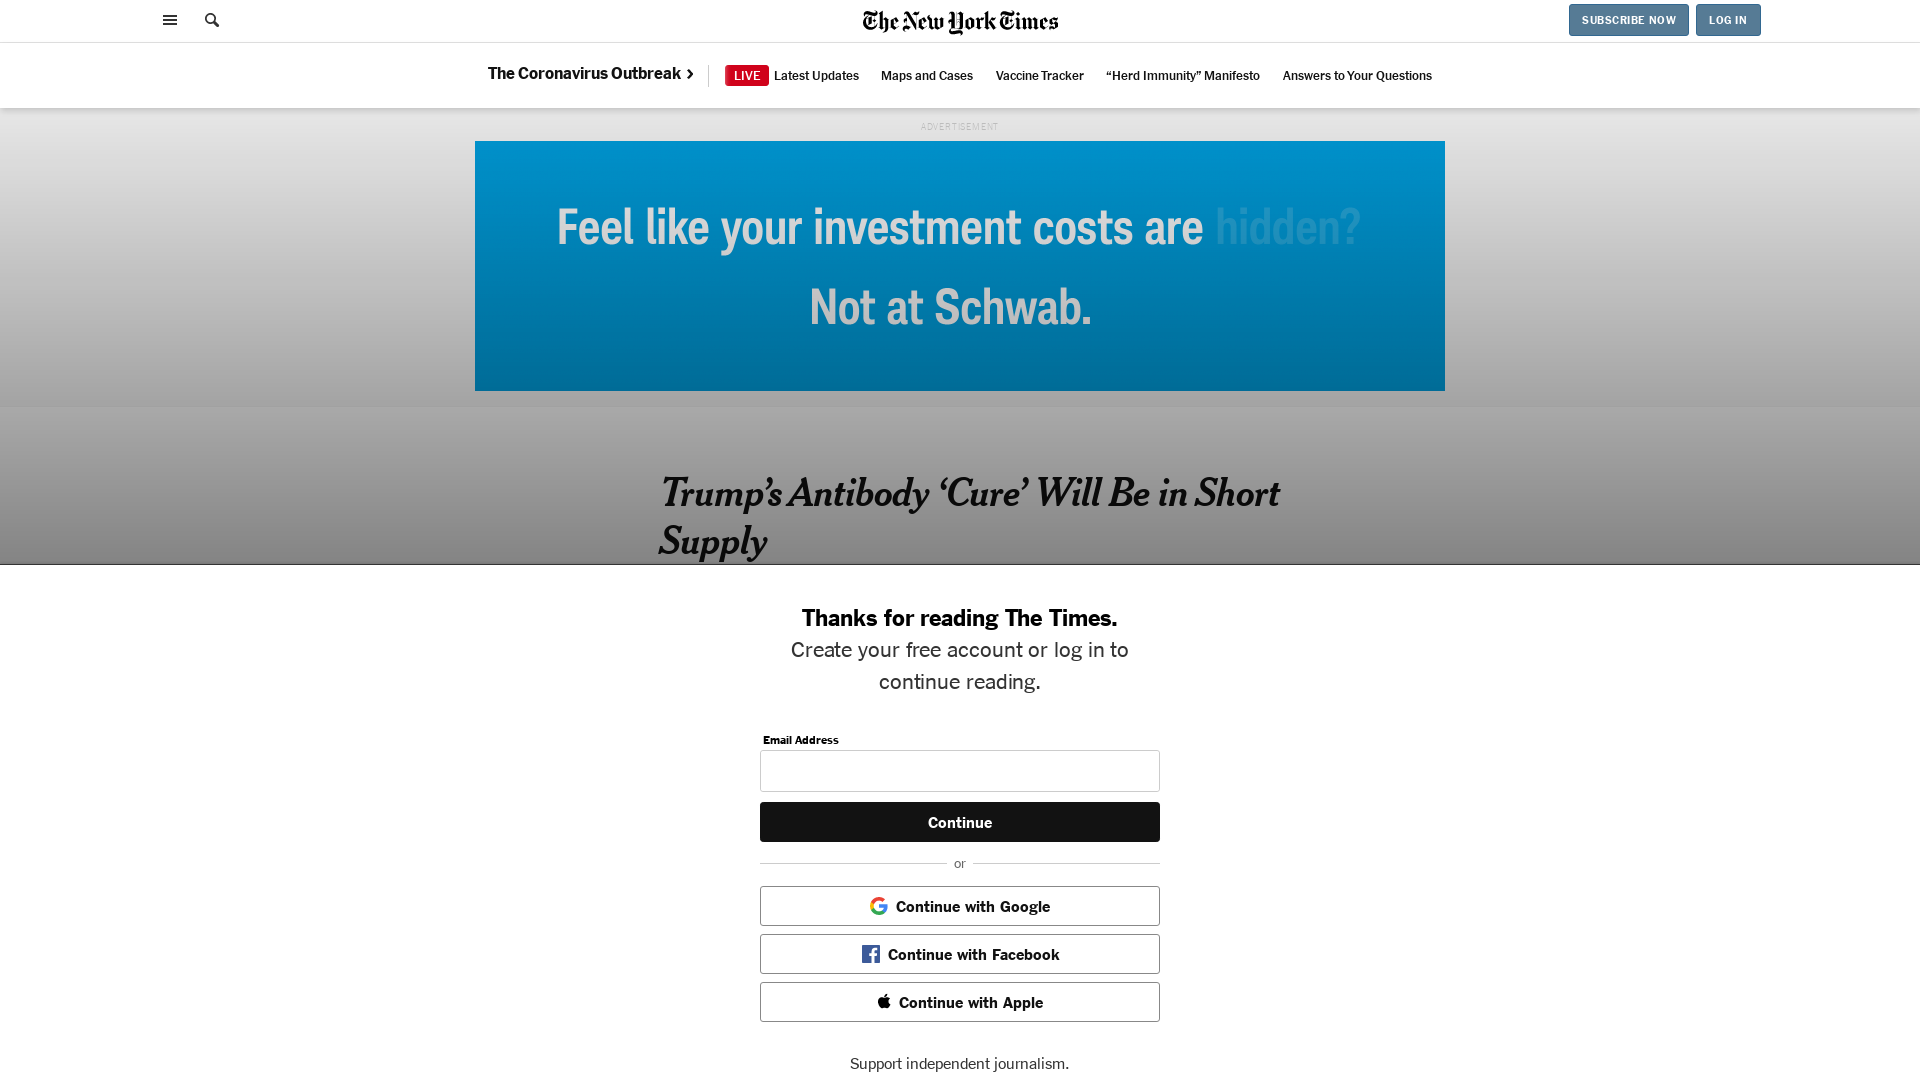 The New York Times
SUBSCRIBE NOW
LOG IN
The Coronavirus Outbreak
LIVE Latest Updates
Maps and Cases
Vaccine Tracker
“Herd Immunity” Manifesto
Answers to Your Questions
ADVERTISEMENT
Feel like your investment costs are hidden?
Not at Schwab.
Trump’s Antibody ‘Cure’ Will Be in Short
Supply
Thanks for reading The Times.
Create your free account or log in to
continue reading.
Email Address
Continue
or
Continue with Google
Continue with Facebook
Continue with Apple
Support independent journalism.